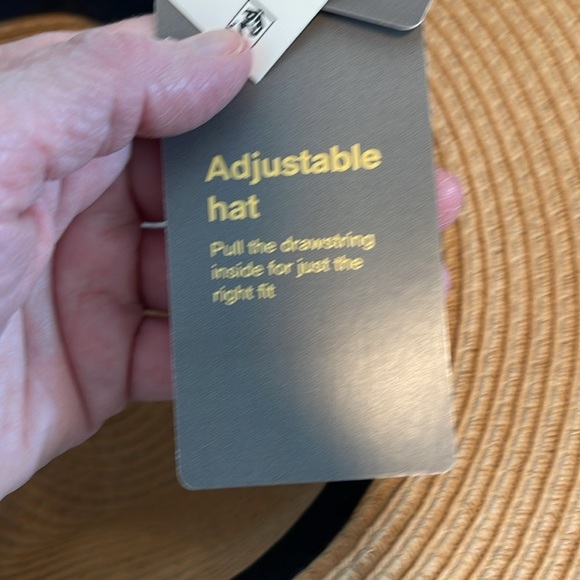 Adjustable
hat
Pull the drawstring
inside for just the
right fit